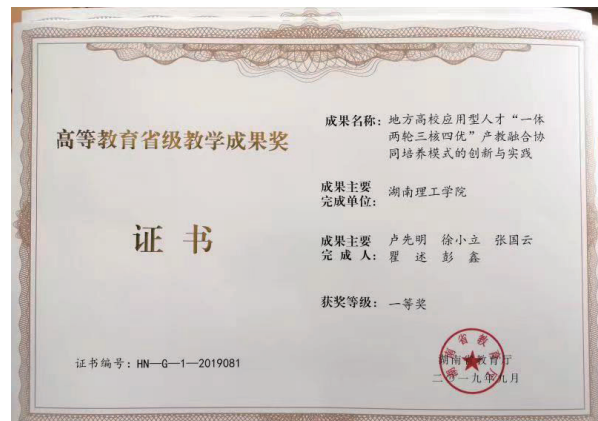 高等教育省级教学成果奖
证书
证书编号：HN—G—1—2019081
成果名称：地方高校应用型人才“一体
两轮三核四优”产教融合协
同培养模式的创新与实践
成果主要
完成单位：湖南理工学院
成果主要
完成人：卢先明 徐小立 张国云
瞿述 彭鑫
获奖等级：一等奖
湖南省教育厅
二〇一九年九月